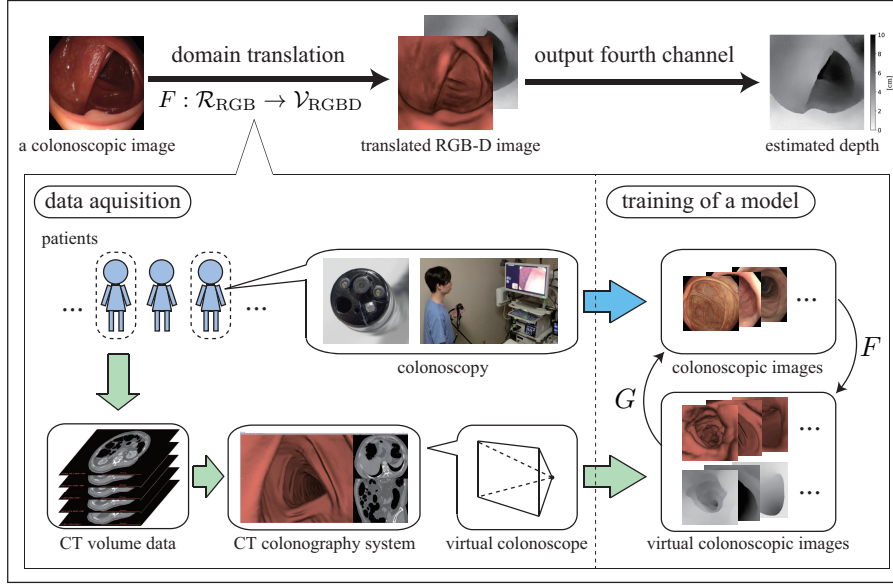 domain translation
output fourth channel
F : R_RGB → V_RGBD
10
8
6
4
2
0
[cm]
a colonoscopic image
translated RGB-D image
estimated depth
data aquisition
training of a model
patients
...
...
...
colonoscopy
colonoscopic images
F
G
...
...
CT volume data
CT colonography system
virtual colonoscope
virtual colonoscopic images